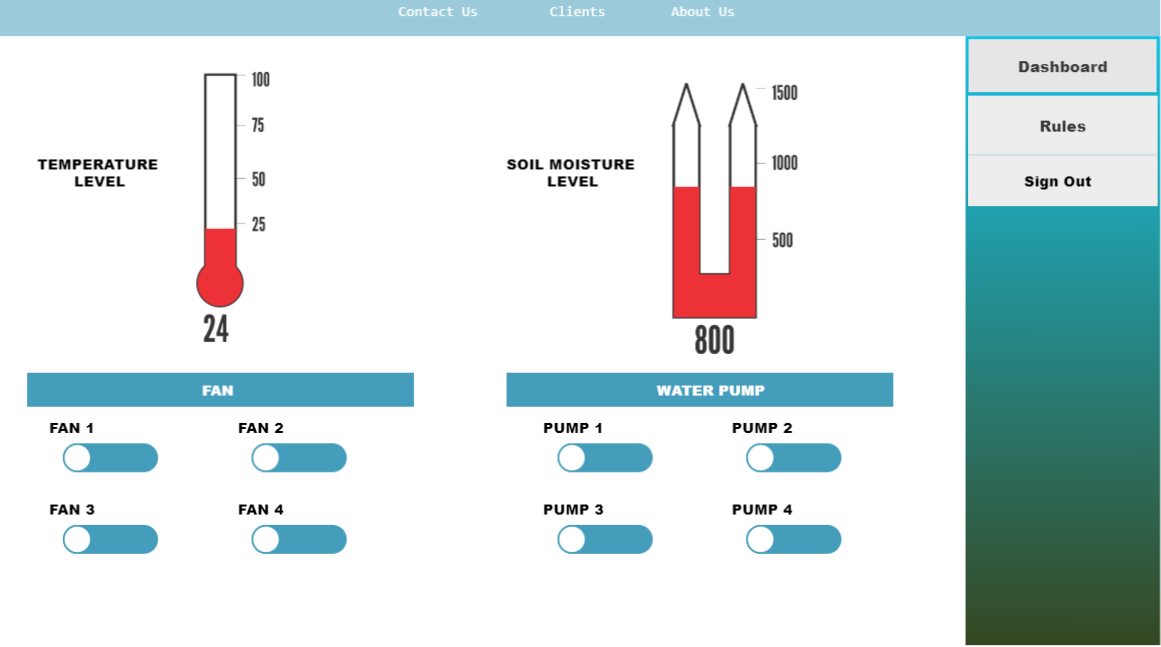 Contact Us
Clients
About Us
Dashboard
Rules
Sign Out
TEMPERATURE
LEVEL
100
75
50
25
24
SOIL MOISTURE
LEVEL
1500
1000
500
800
FAN
FAN 1
FAN 2
FAN 3
FAN 4
WATER PUMP
PUMP 1
PUMP 2
PUMP 3
PUMP 4